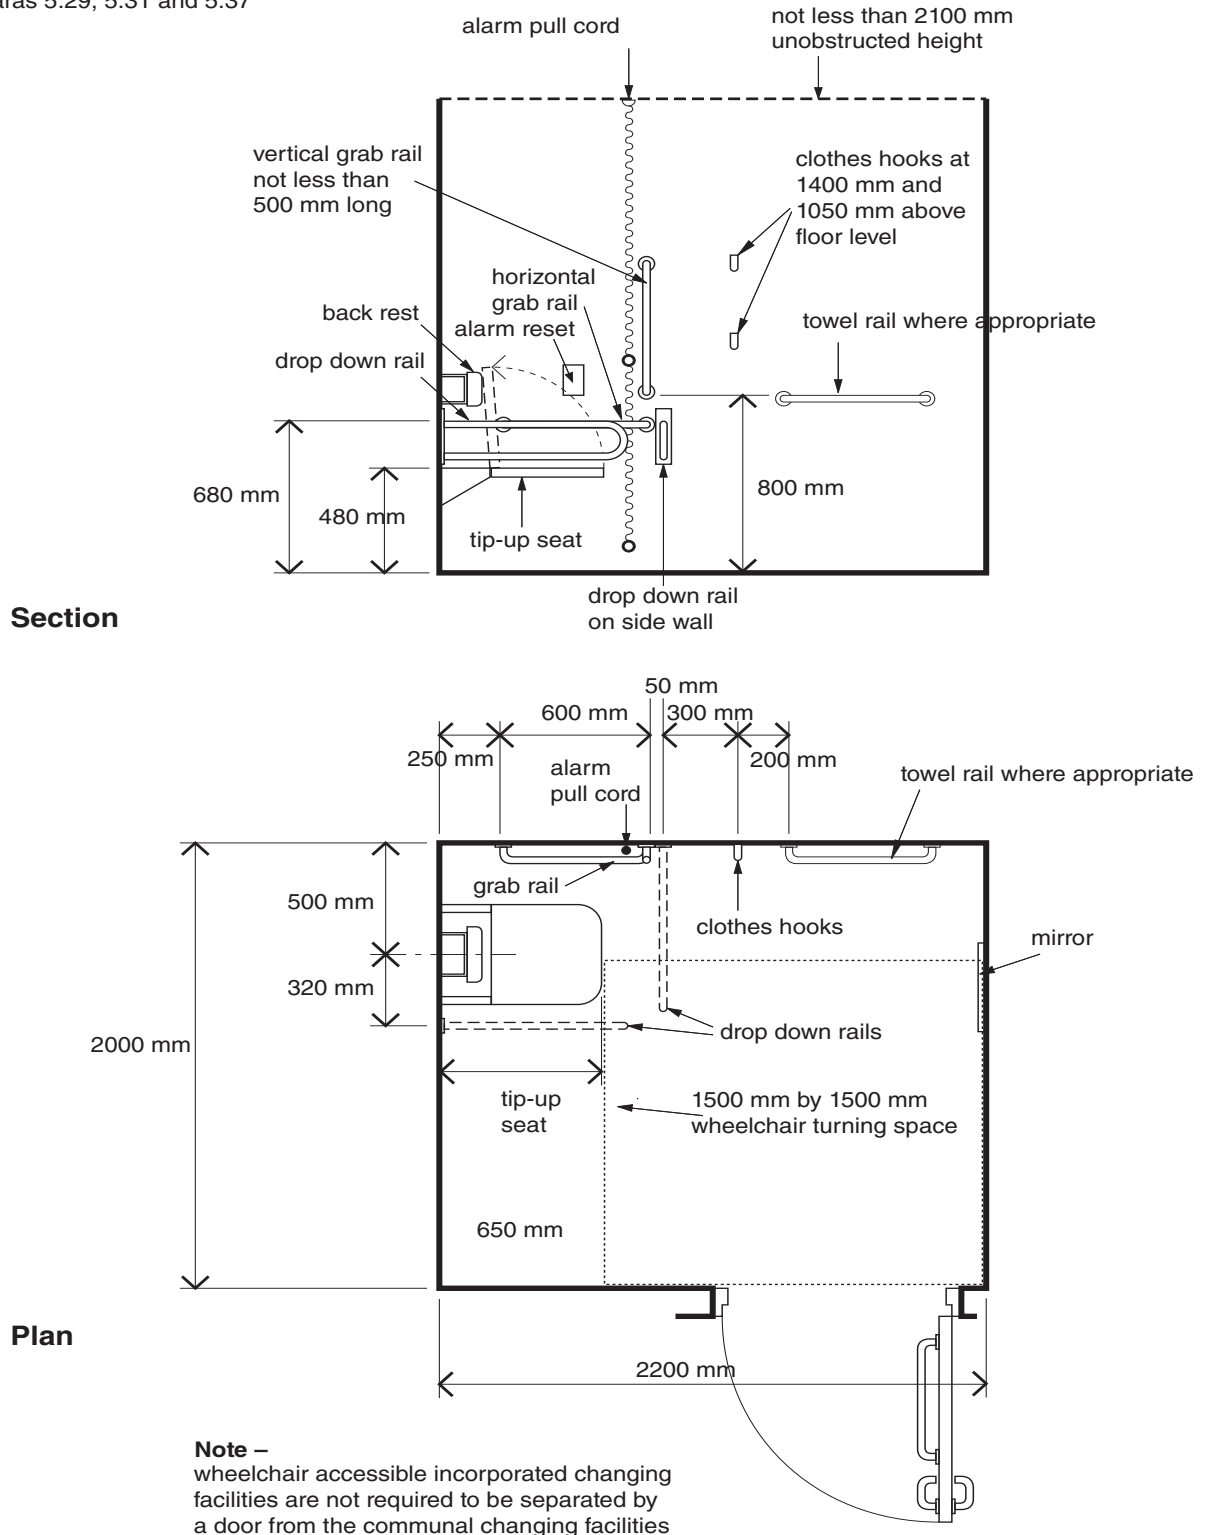 5.29, 5.31 and 5.37
alarm pull cord
not less than 2100 mm
unobstructed height
vertical grab rail
not less than
500 mm long
clothes hooks at
1400 mm and
1050 mm above
floor level
horizontal
grab rail
back rest
alarm reset
towel rail where appropriate
drop down rail
680 mm
480 mm
800 mm
tip-up seat
drop down rail
on side wall
Section
50 mm
600 mm
300 mm
250 mm
200 mm
alarm
pull cord
towel rail where appropriate
grab rail
500 mm
clothes hooks
mirror
320 mm
drop down rails
2000 mm
tip-up
seat
1500 mm by 1500 mm
wheelchair turning space
650 mm
Plan
2200 mm
Note –
wheelchair accessible incorporated changing
facilities are not required to be separated by
a door from the communal changing facilities